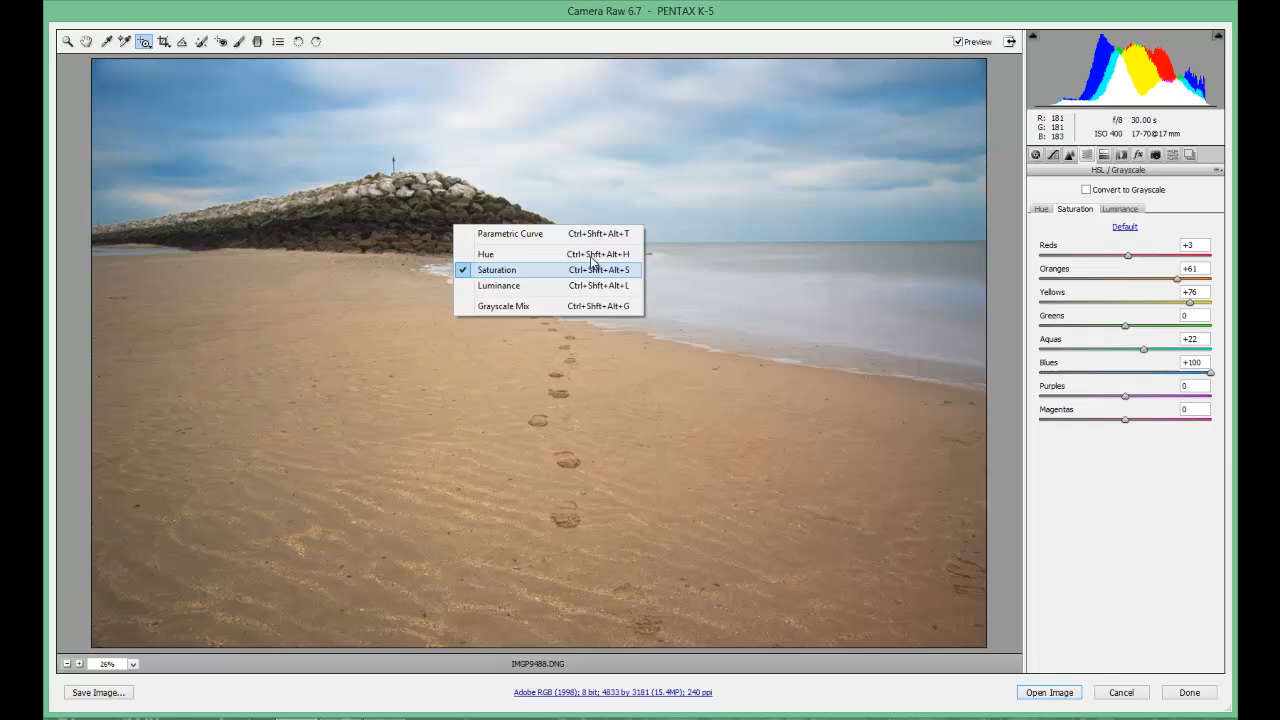 Camera Raw 6.7 - PENTAX K-5
Preview
R: 181
G: 181
B: 183
f/8 30.00 s
ISO 400 17-70@17 mm
HSL / Grayscale
Convert to Grayscale
Hue Saturation Luminance
Default
Reds +3
Oranges +61
Yellows +76
Greens 0
Aquas +22
Blues +100
Purples 0
Magentas 0
Parametric Curve Ctrl+Shft+Alt+T
Hue Ctrl+Shft+Alt+H
Saturation Ctrl+Shft+Alt+S
Luminance Ctrl+Shft+Alt+L
Grayscale Mix Ctrl+Shft+Alt+G
26%
IMGP9488.DNG
Save Image...
Adobe RGB (1998); 8 bit; 4833 by 3181 (15.4MP); 240 ppi
Open Image Cancel Done